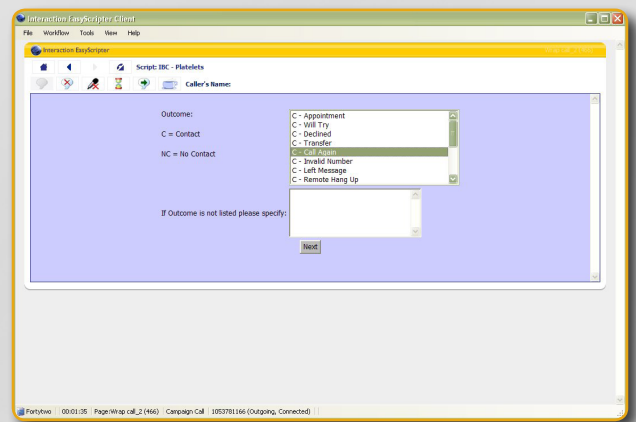 Interaction EasyScripter Client
File Workflow Tools View Help
Interaction EasyScripter
Script: IBC - Platelets
Caller's Name:
Outcome:
C = Contact
NC = No Contact
C - Appointment
C - Will Try
C - Declined
C - Transfer
C - Call Again
C - Invalid Number
C - Left Message
C - Remote Hang Up
If Outcome is not listed please specify:
Next
Fortytwo 00:01:35 Page:Wrap call_2 (466) Campaign Call 1053781166 (Outgoing, Connected)